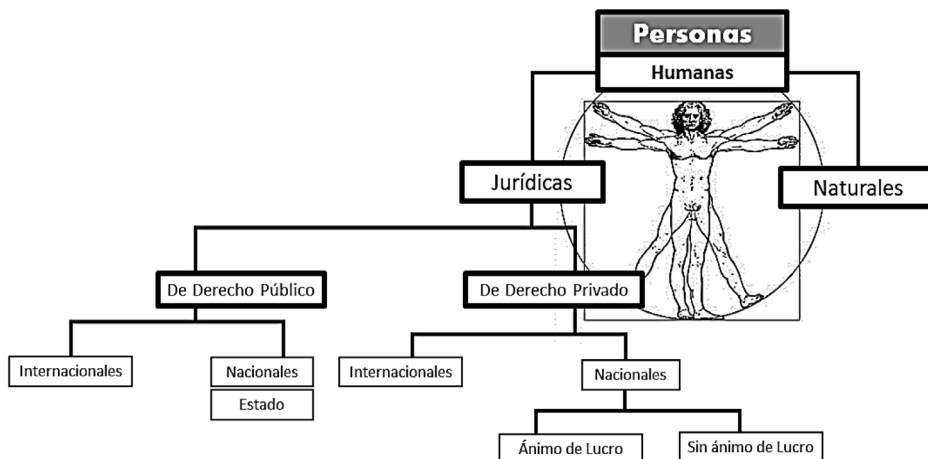 Personas
Humanas
Jurídicas
Naturales
De Derecho Público
De Derecho Privado
Internacionales
Nacionales
Estado
Internacionales
Nacionales
Ánimo de Lucro
Sin ánimo de Lucro